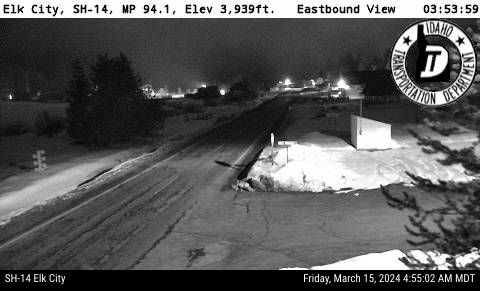 Elk City, SH-14, MP 94.1, Elev 3,939ft. Eastbound View 03:53:59
IDAHO
TRANSPORTATION DEPARTMENT
SH-14 Elk City Friday, March 15, 2024 4:55:02 AM MDT